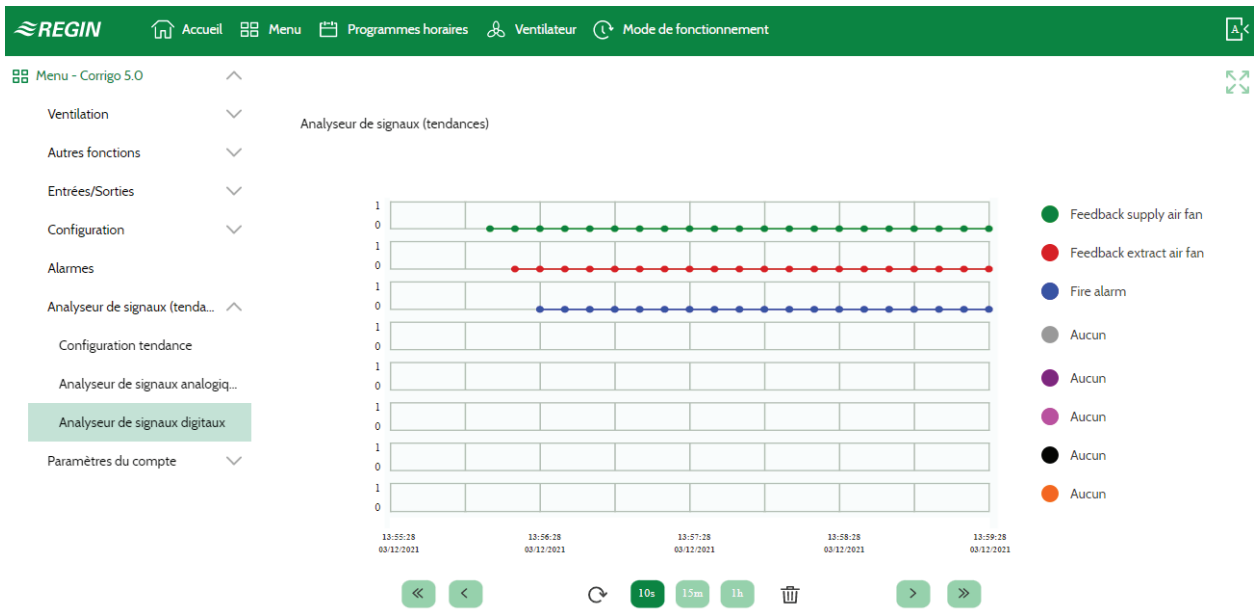 REGIN Accueil Menu Programmes horaires Ventilateur Mode de fonctionnement A
Menu - Corrigo 5.0
Ventilation
Autres fonctions
Entrées/Sorties
Configuration
Alarmes
Analyseur de signaux (tenda...
Configuration tendance
Analyseur de signaux analogiq...
Analyseur de signaux digitaux
Paramètres du compte
Analyseur de signaux (tendances)
1
0
1
0
1
0
1
0
1
0
1
0
1
0
1
0
13:55:28 13:56:28 13:57:28 13:58:28 13:59:28
03/12/2021 03/12/2021 03/12/2021 03/12/2021 03/12/2021
Feedback supply air fan
Feedback extract air fan
Fire alarm
Aucun
Aucun
Aucun
Aucun
Aucun
10s 15m 1h